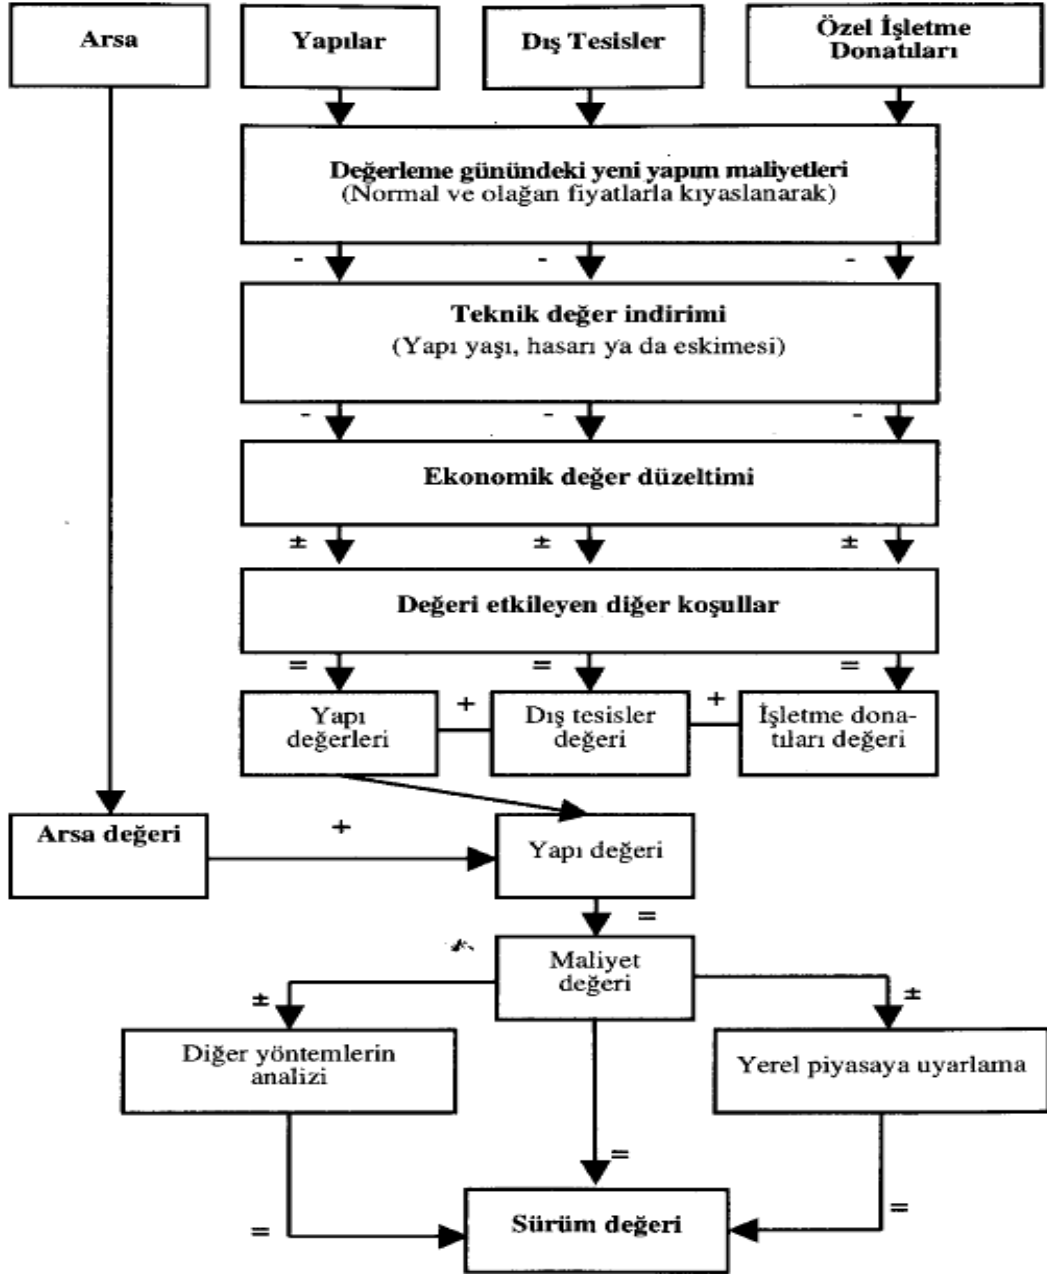 Arsa
Yapılar
Dış Tesisler
Özel İşletme
Donatıları
Değerleme günündeki yeni yapım maliyetleri
(Normal ve olağan fiyatlarla kıyaslanarak)
-
-
-
Teknik değer indirimi
(Yapı yaşı, hasarı ya da eskimesi)
-
-
-
Ekonomik değer düzeltimi
±
±
±
Değeri etkileyen diğer koşullar
=
=
=
Yapı
değerleri
+
Dış tesisler
değeri
+
İşletme dona-
tıları değeri
Arsa değeri
+
Yapı değeri
=
Maliyet
değeri
±
±
Diğer yöntemlerin
analizi
Yerel piyasaya uyarlama
=
=
=
Sürüm değeri